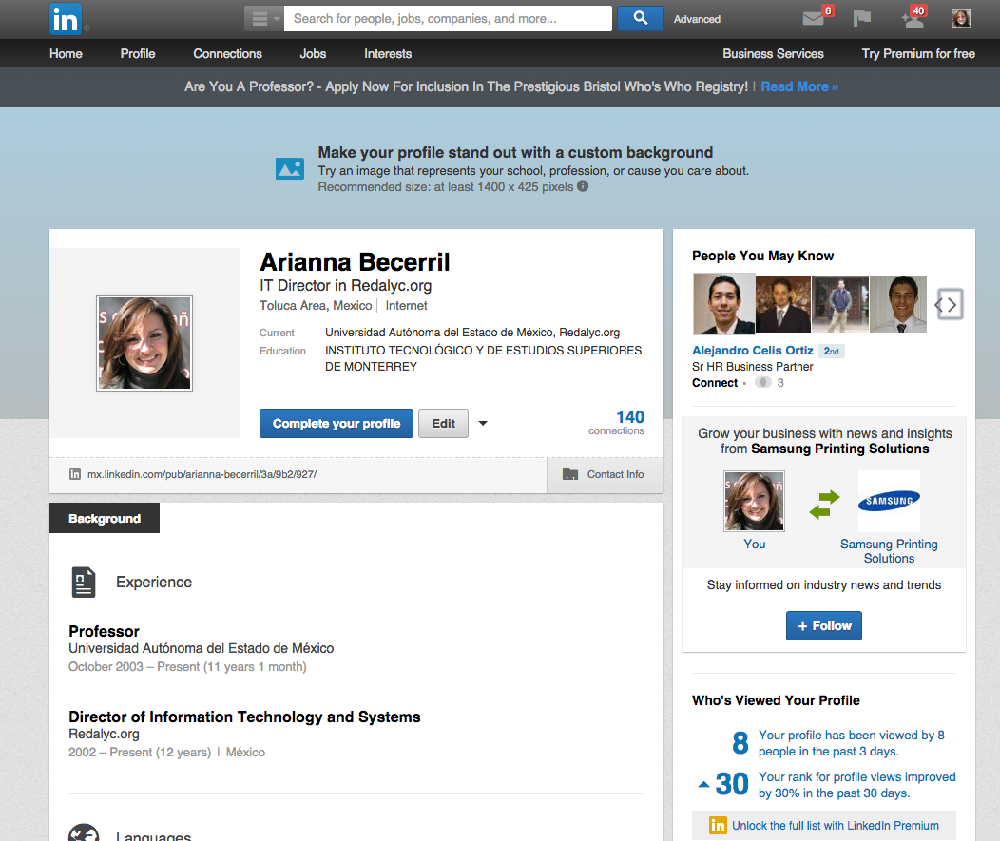 in
Search for people, jobs, companies, and more...
Advanced
6
40
Home
Profile
Connections
Jobs
Interests
Business Services
Try Premium for free
Are You A Professor? - Apply Now For Inclusion In The Prestigious Bristol Who's Who Registry! | Read More »
Make your profile stand out with a custom background
Try an image that represents your school, profession, or cause you care about.
Recommended size: at least 1400 x 425 pixels
Arianna Becerril
IT Director in Redalyc.org
Toluca Area, Mexico | Internet
Current Universidad Autónoma del Estado de México, Redalyc.org
Education INSTITUTO TECNOLÓGICO Y DE ESTUDIOS SUPERIORES
DE MONTERREY
Complete your profile
Edit
140
connections
mx.linkedin.com/pub/arianna-becerril/3a/9b2/927/
Contact Info
Background
Experience
Professor
Universidad Autónoma del Estado de México
October 2003 – Present (11 years 1 month)
Director of Information Technology and Systems
Redalyc.org
2002 – Present (12 years) | México
Languages
People You May Know
Alejandro Celis Ortiz 2nd
Sr HR Business Partner
Connect • 3
Grow your business with news and insights
from Samsung Printing Solutions
SAMSUNG
You
Samsung Printing
Solutions
Stay informed on industry news and trends
+ Follow
Who's Viewed Your Profile
8 Your profile has been viewed by 8
people in the past 3 days.
30 Your rank for profile views improved
by 30% in the past 30 days.
in Unlock the full list with LinkedIn Premium